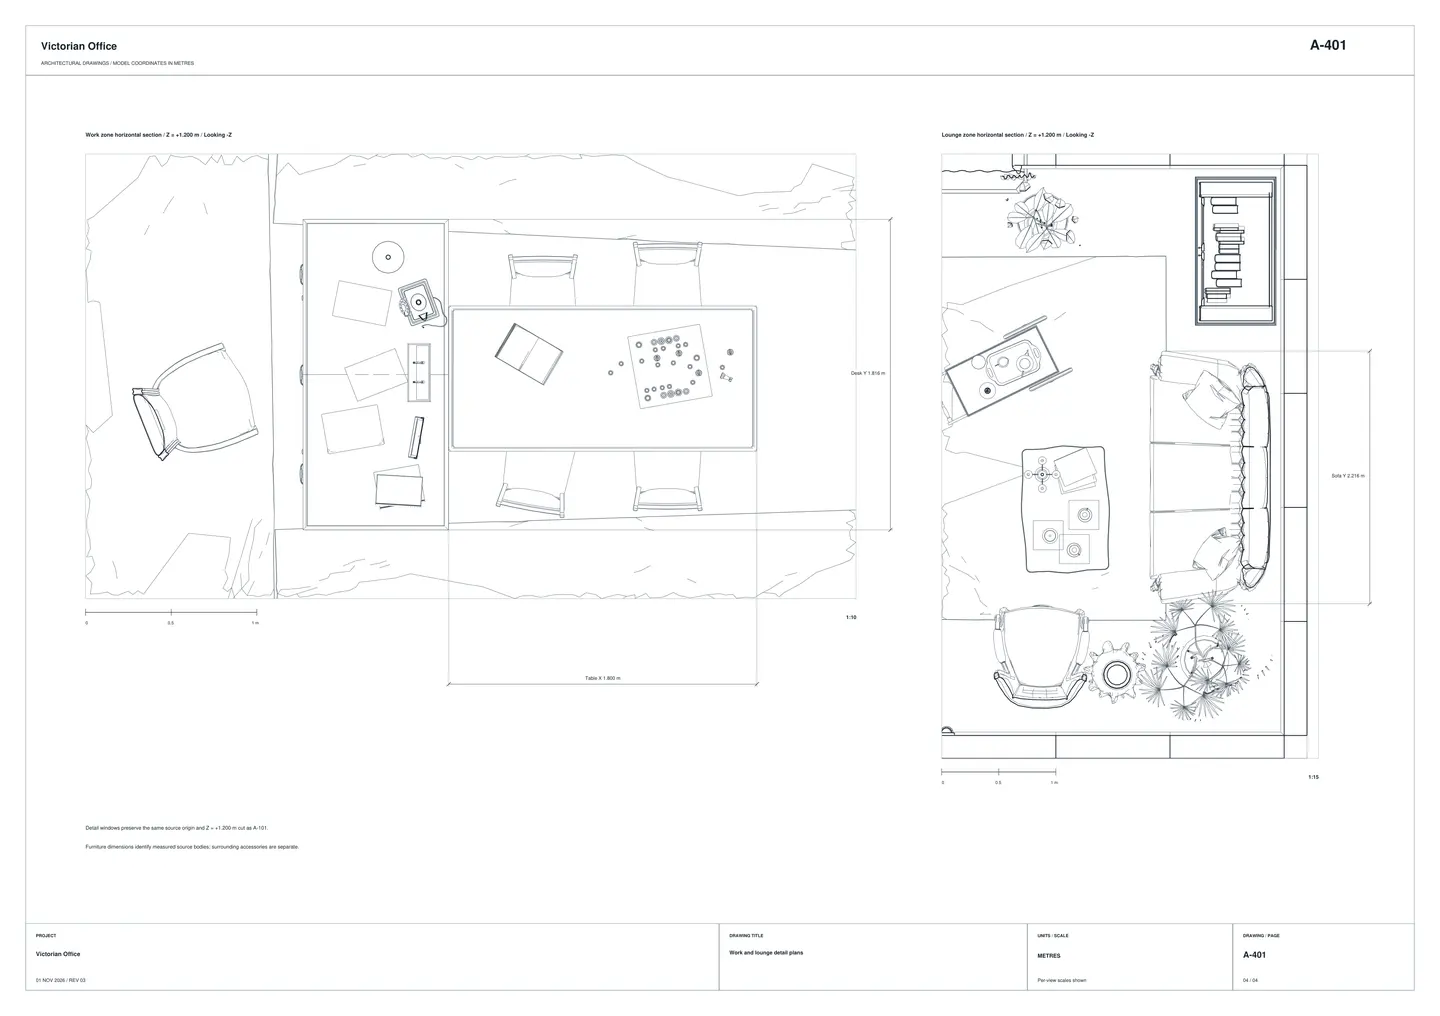 Victorian Office
A-401
ARCHITECTURAL DRAWINGS / MODEL COORDINATES IN METRES
Work zone horizontal section / Z = +1.200 m / Looking -Z
Lounge zone horizontal section / Z = +1.200 m / Looking -Z
Desk Y 1.816 m
Sofa Y 2.216 m
0
0.5
1 m
1:10
Table X 1.800 m
0
0.5
1 m
1:15
Detail windows preserve the same source origin and Z = +1.200 m cut as A-101.
Furniture dimensions identify measured source bodies; surrounding accessories are separate.
PROJECT
Victorian Office
01 NOV 2026 / REV 03
DRAWING TITLE
Work and lounge detail plans
UNITS / SCALE
METRES
Per-view scales shown
DRAWING / PAGE
A-401
04 / 04